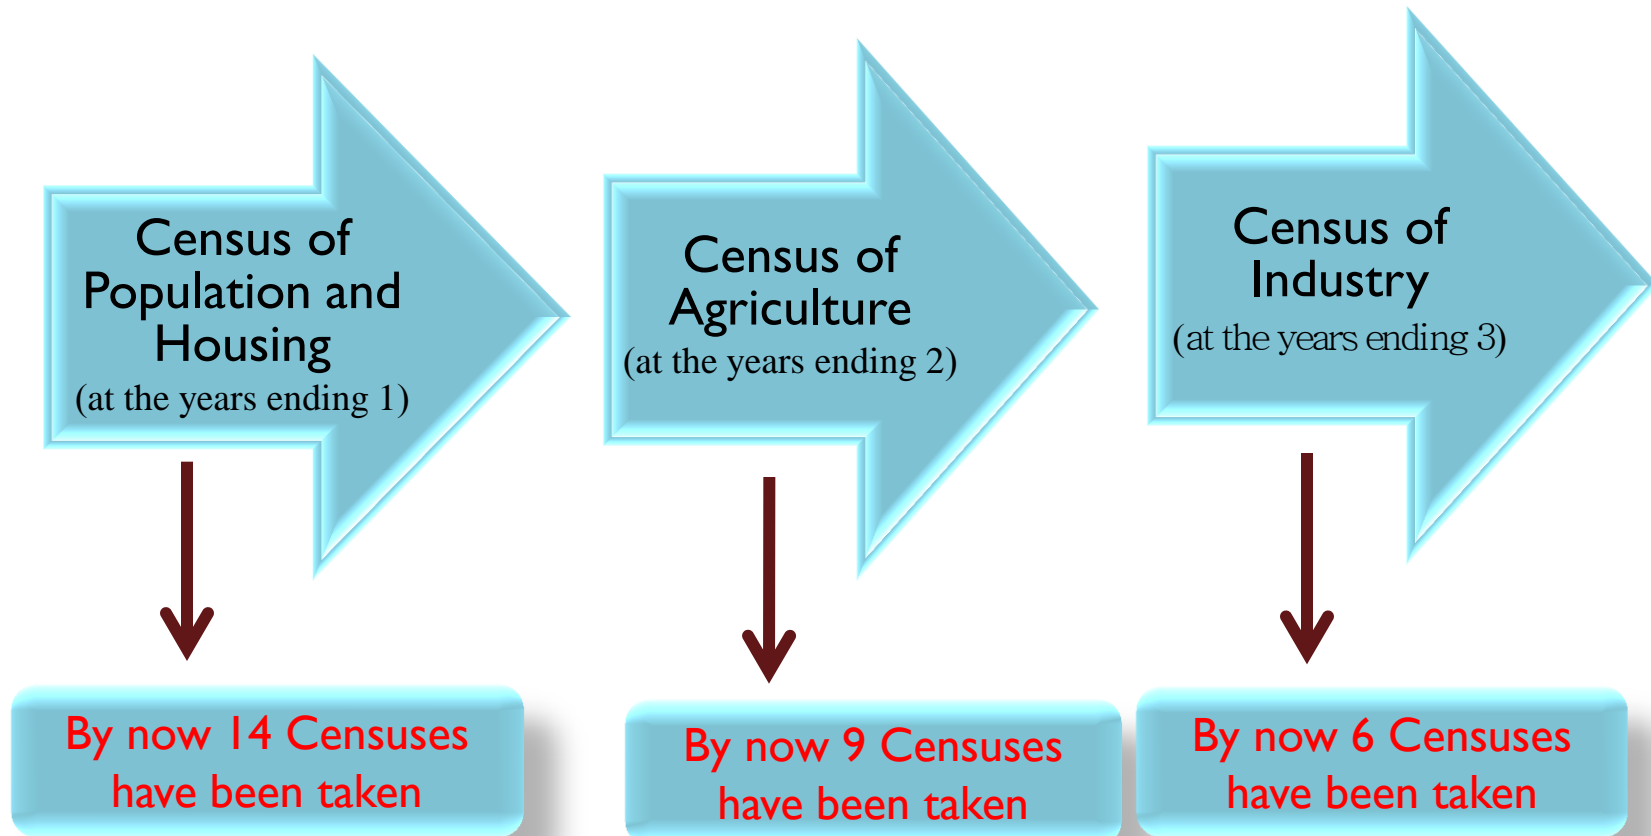 Census of
Population and
Housing
(at the years ending 1)
Census of
Agriculture
(at the years ending 2)
Census of
Industry
(at the years ending 3)
By now 14 Censuses
have been taken
By now 9 Censuses
have been taken
By now 6 Censuses
have been taken